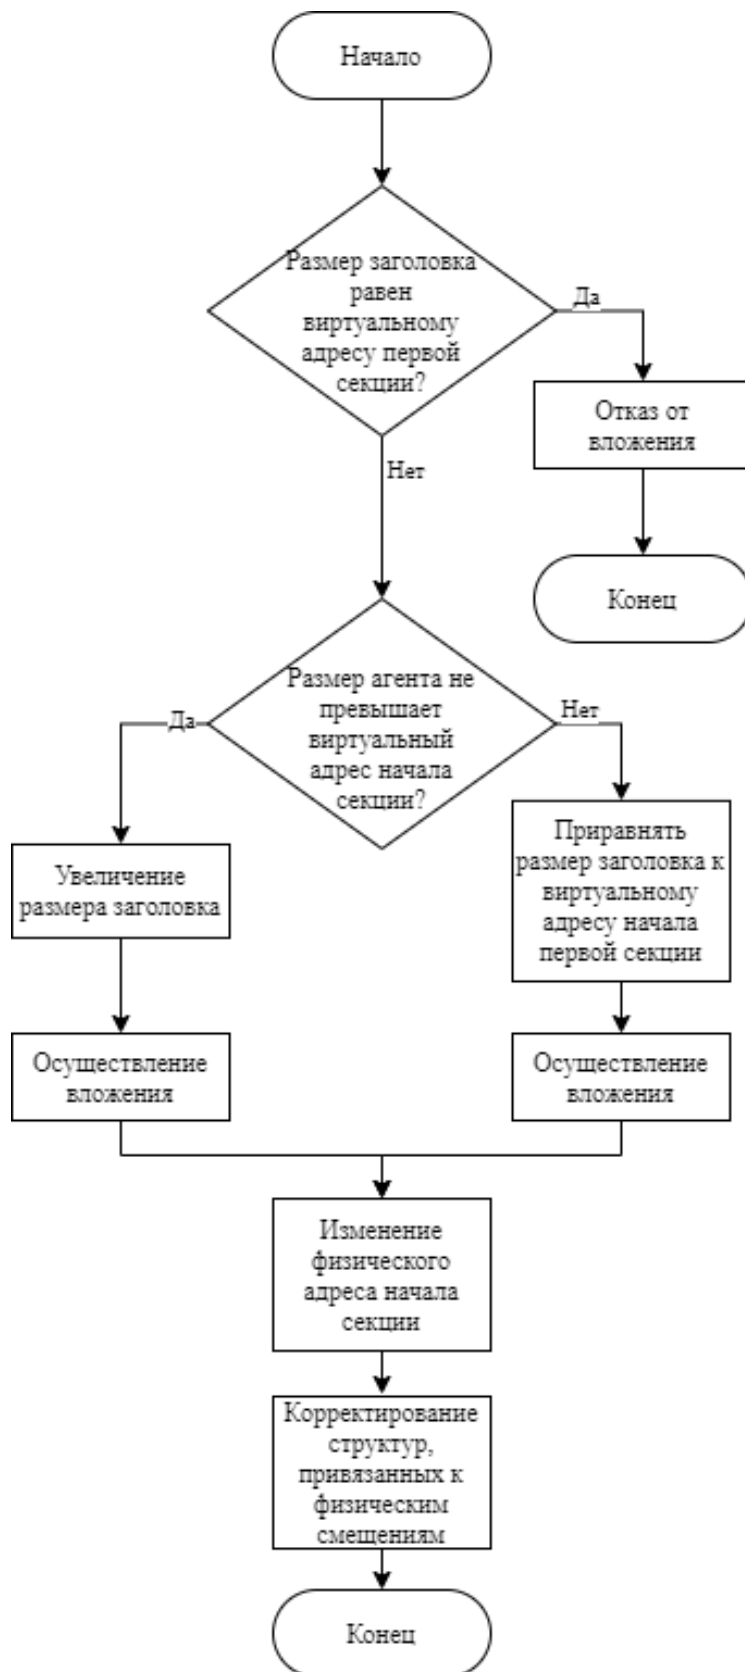 Начало
Размер заголовка
равен
виртуальному
адресу первой
секции?
Да
Отказ от
вложения
Нет
Конец
Размер агента не
превышает
виртуальный
адрес начала
секции?
Да
Нет
Увеличение
размера заголовка
Приравнять
размер заголовка к
виртуальному
адресу начала
первой секции
Осуществление
вложения
Осуществление
вложения
Изменение
физического
адреса начала
секции
Корректирование
структур,
привязанных к
физическим
смещениям
Конец